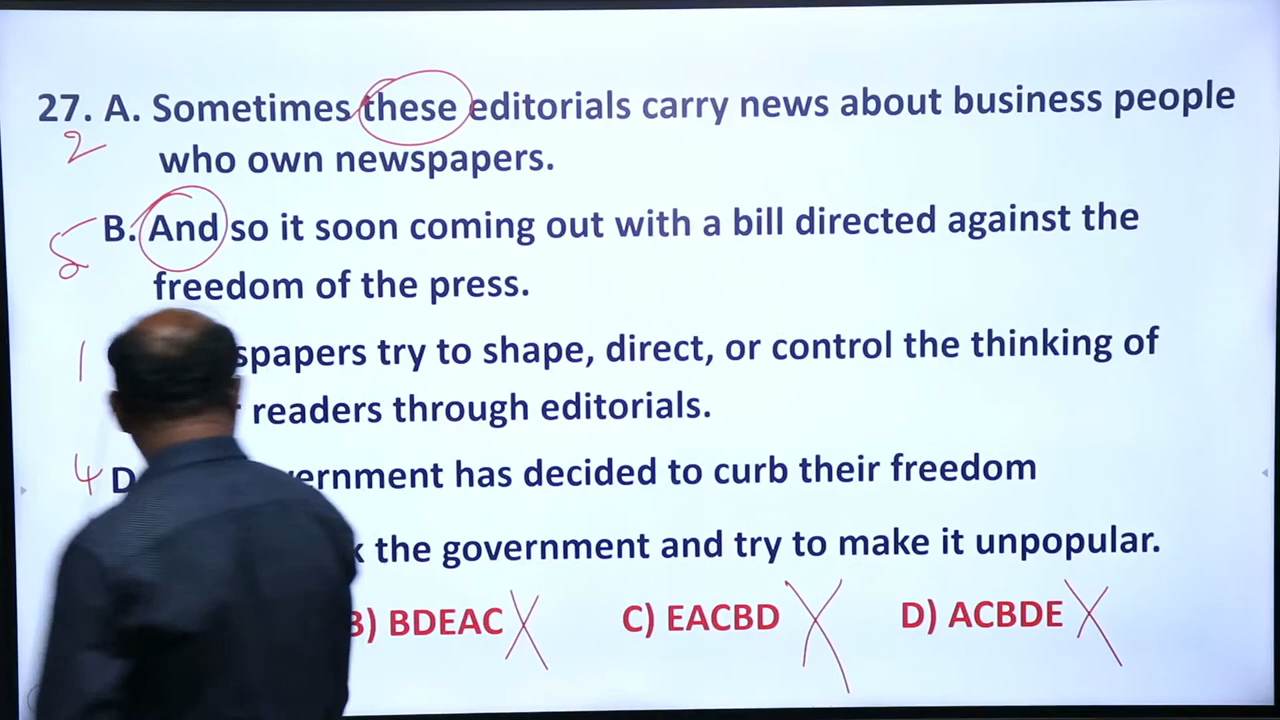 27. A. Sometimes these editorials carry news about business people
2
who own newspapers.
5 B. And so it soon coming out with a bill directed against the
freedom of the press.
1 spapers try to shape, direct, or control the thinking of
readers through editorials.
4 D ernment has decided to curb their freedom
k the government and try to make it unpopular.
B) BDEAC C) EACBD D) ACBDE